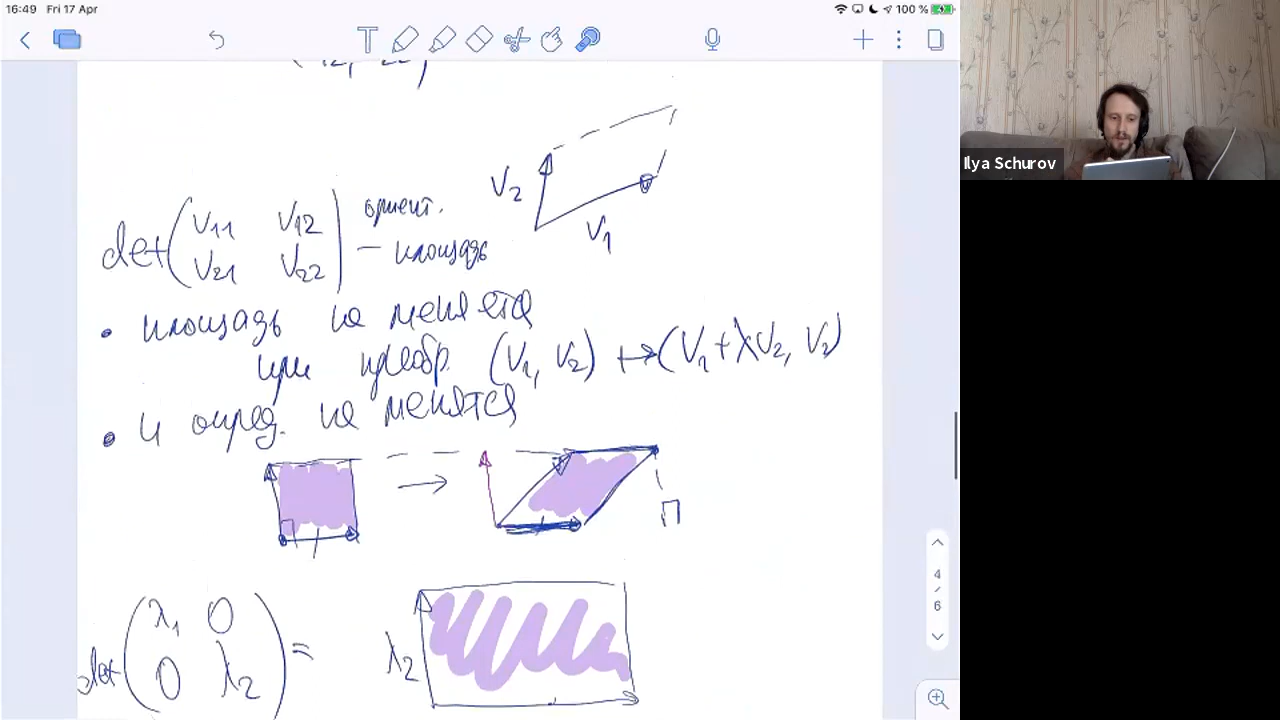 16:49 Fri 17 Apr
100 %
T
Ilya Schurov
V₂
V₁
det(V₁₁ V₁₂
V₂₁ V₂₂) ориент.
— площадь
• площадь не меняется
при преобр. (V₁, V₂) ↦ (V₁+λV₂, V₂)
• и опред. не менятся
→
П
4
/
6
det(λ₁ 0
0 λ₂) =
λ₂